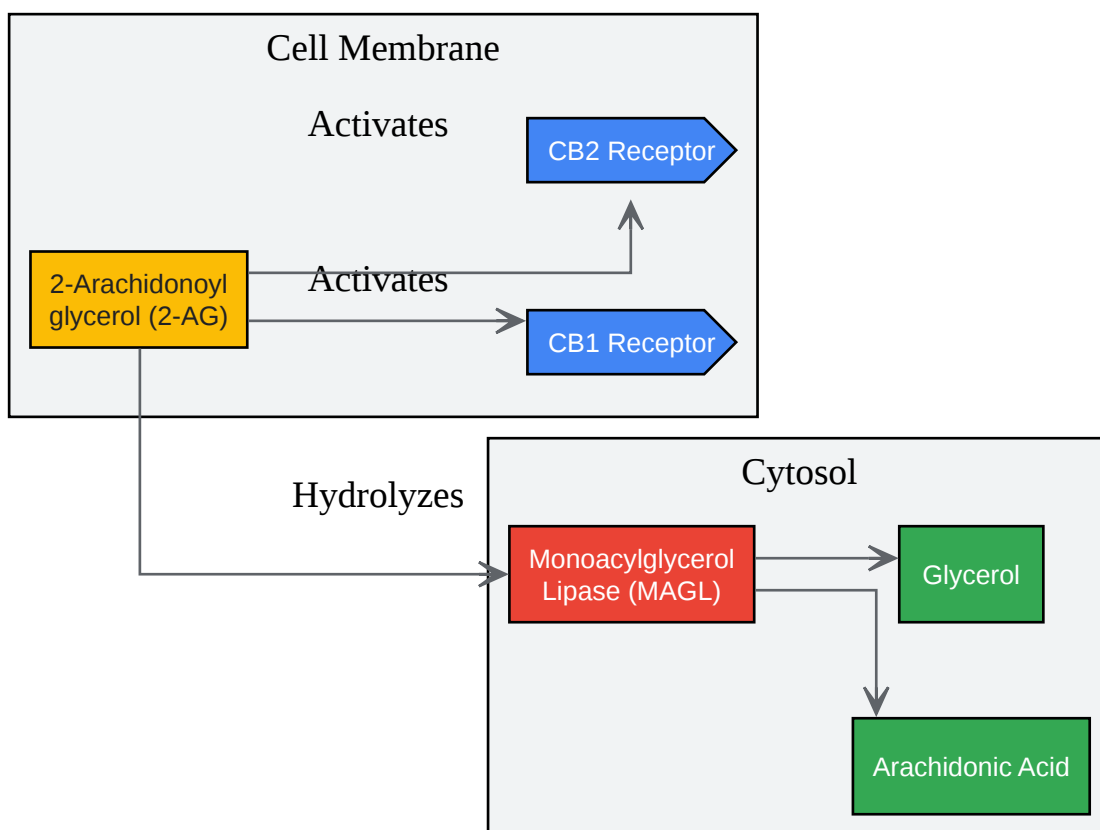 Cell Membrane
Activates
CB2 Receptor
2-Arachidonoyl
glycerol (2-AG)
Activates
CB1 Receptor
Hydrolyzes
Cytosol
Monoacylglycerol
Lipase (MAGL)
Glycerol
Arachidonic Acid